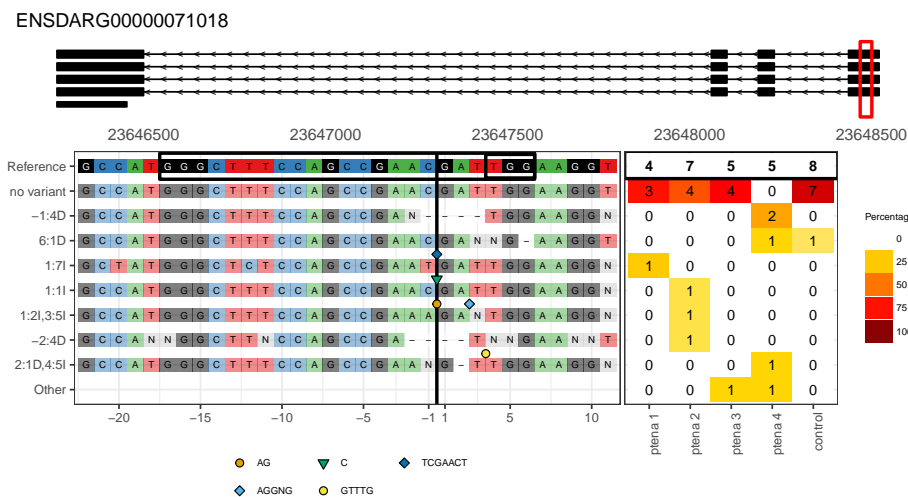 ENSDARG00000071018
23646500 23647000 23647500 23648000 23648500
Reference G C C A T G G G C T T T C C A G C C G A A C G A T T G G A A G G T 4 7 5 5 8
no variant G C C A T G G G C T T T C C A G C C G A A C G A T T G G A A G G T 3 4 4 0 7
−1:4D G C C A T G G G C T T T C C A G C C G A N - - - - T G G A A G G N 0 0 0 2 0
6:1D G C C A T G G G C T T T C C A G C C G A A C G A N N G - A A G G T 0 0 0 1 1
1:7I G C T A T G G G C T C T C C A G C C G A A T G A T T G G A A G G N 1 0 0 0 0
1:1I G C C A T G G G C T T T C C A G C C G A A C G A T T G G A A G G N 0 1 0 0 0
1:2I,3:5I G C C A T G G G C T T T C C A G C C G A A A G A N T G G A A G G N 0 1 0 0 0
−2:4D G C C A N N G G C T T N C C A G C C G A - - - - T N N G A A N N T 0 1 0 0 0
2:1D,4:5I G C C A T G G G C T T T C C A G C C G A A N G - T T G G A A G G N 0 0 0 1 0
Other 0 0 1 1 0
−20 −15 −10 −5 −1 1 5 10
ptena 1 ptena 2 ptena 3 ptena 4 control
Percentag
0
25
50
75
100
AG C TCGAACT
AGGNG GTTTG